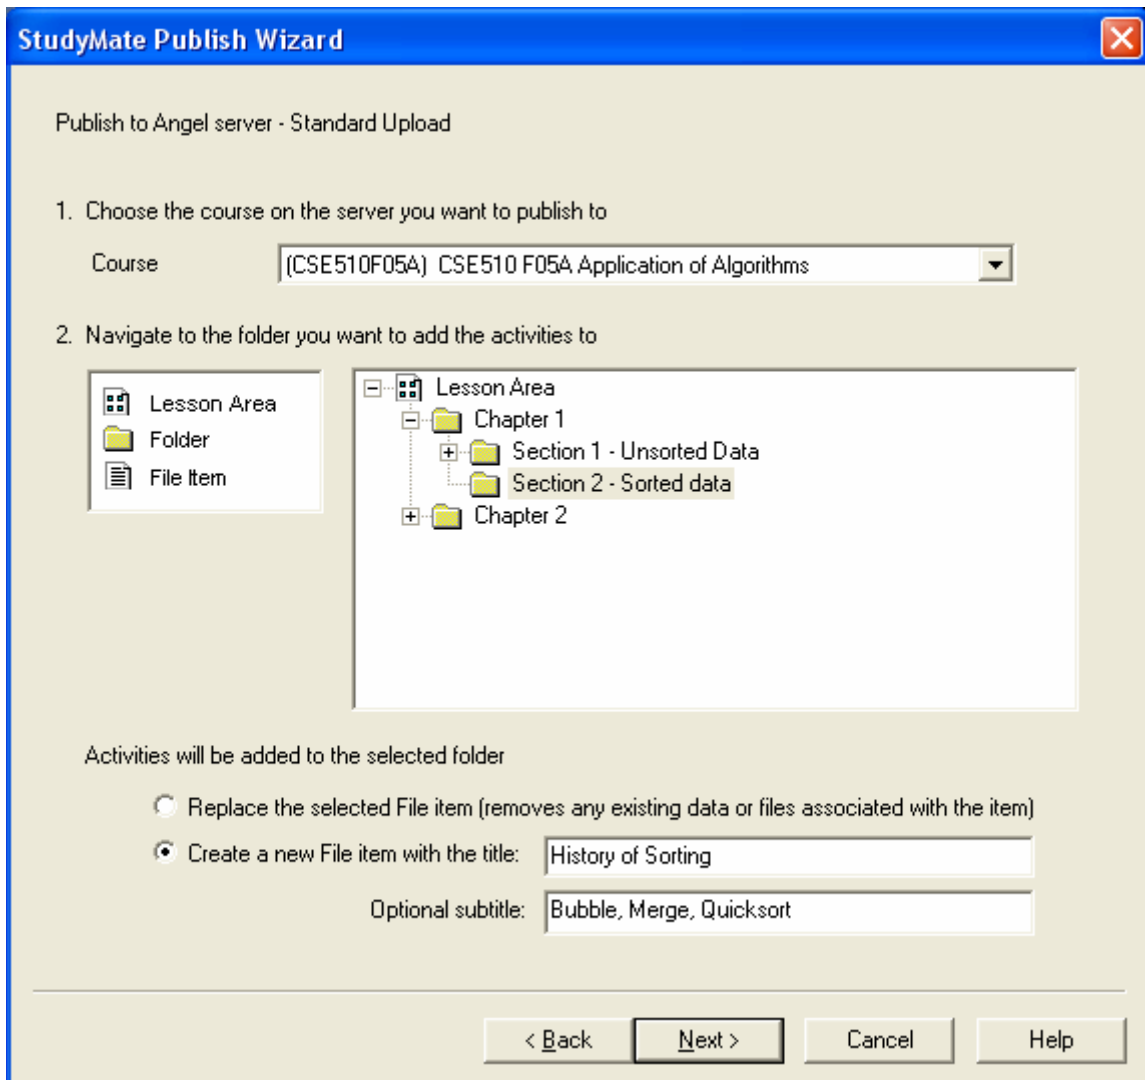 StudyMate Publish Wizard
Publish to Angel server - Standard Upload
1. Choose the course on the server you want to publish to
Course (CSE510F05A) CSE510 F05A Application of Algorithms
2. Navigate to the folder you want to add the activities to
Lesson Area
Folder
File Item
Lesson Area
Chapter 1
Section 1 - Unsorted Data
Section 2 - Sorted data
Chapter 2
Activities will be added to the selected folder
Replace the selected File item (removes any existing data or files associated with the item)
Create a new File item with the title: History of Sorting
Optional subtitle: Bubble, Merge, Quicksort
< Back Next > Cancel Help